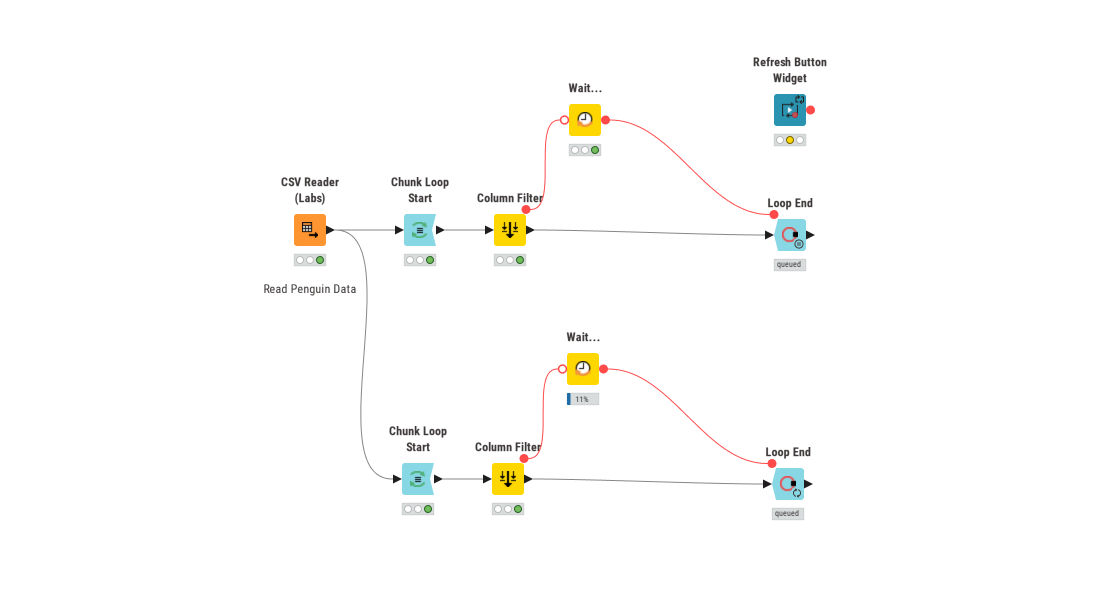 Refresh Button
Widget
Wait...
CSV Reader
(Labs)
Chunk Loop
Start
Column Filter
Loop End
queued
Read Penguin Data
Wait...
11%
Chunk Loop
Start
Column Filter
Loop End
queued